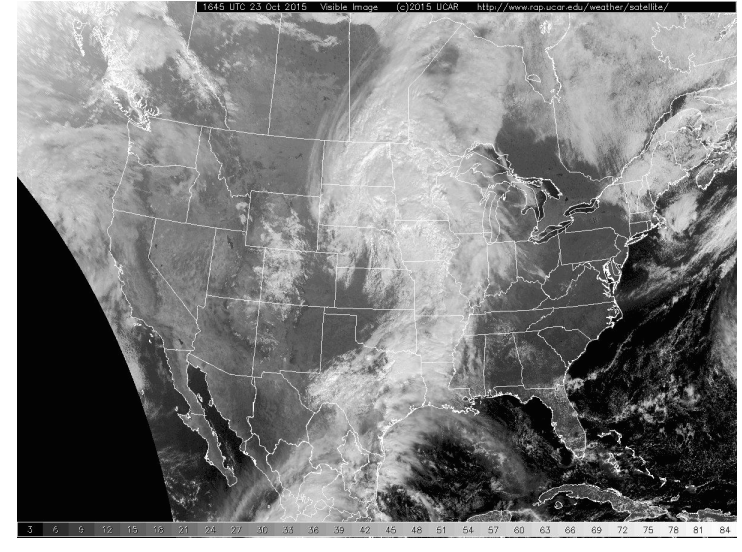 1645 UTC 23 Oct 2015 Visible Image (c)2015 UCAR http://www.rap.ucar.edu/weather/satellite/
3 6 9 12 15 18 21 24 27 30 33 36 39 42 45 48 51 54 57 60 63 66 69 72 75 78 81 84